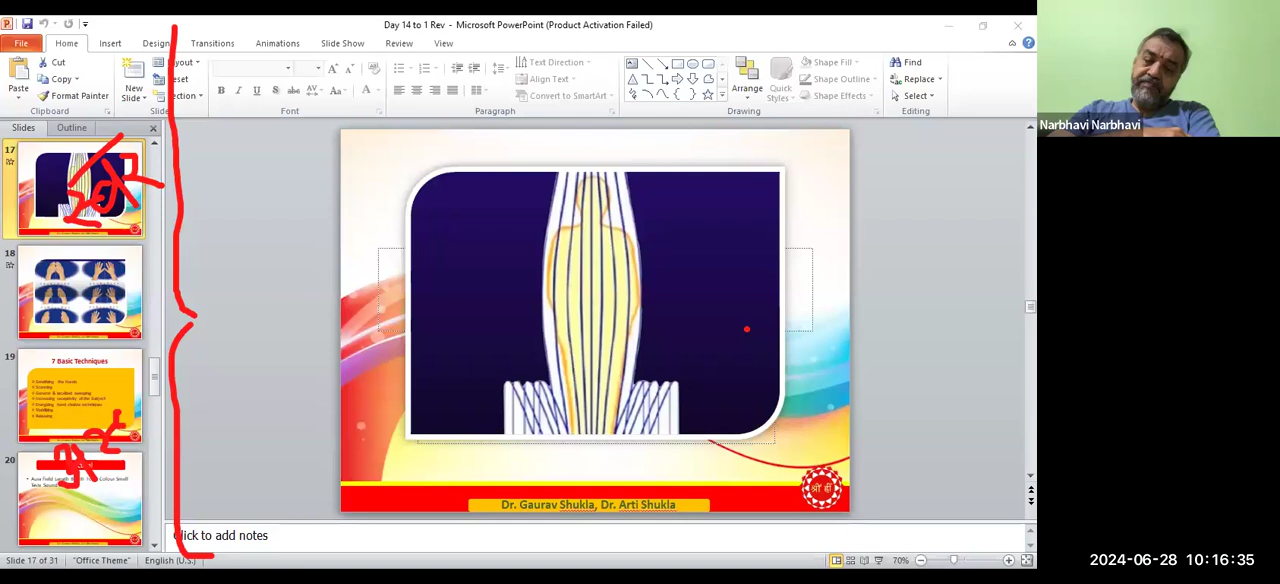 Day 14 to 1 Rev - Microsoft PowerPoint (Product Activation Failed)
File Home Insert Design Transitions Animations Slide Show Review View
Cut
Copy
Format Painter
Paste
New
Slide
Clipboard
Font
Text Direction
Align Text
Convert to SmartArt
Paragraph
Arrange
Quick
Styles
Shape Fill
Shape Outline
Shape Effects
Drawing
Find
Replace
Select
Editing
Narbhavi Narbhavi
Slides Outline
17
18
19
7 Basic Techniques
Scanning
20
Dr. Gaurav Shukla, Dr. Arti Shukla
श्रीं ह्रीं
to add notes
Slide 17 of 31 "Office Theme" English (U.S.) 70%
2024-06-28 10:16:35